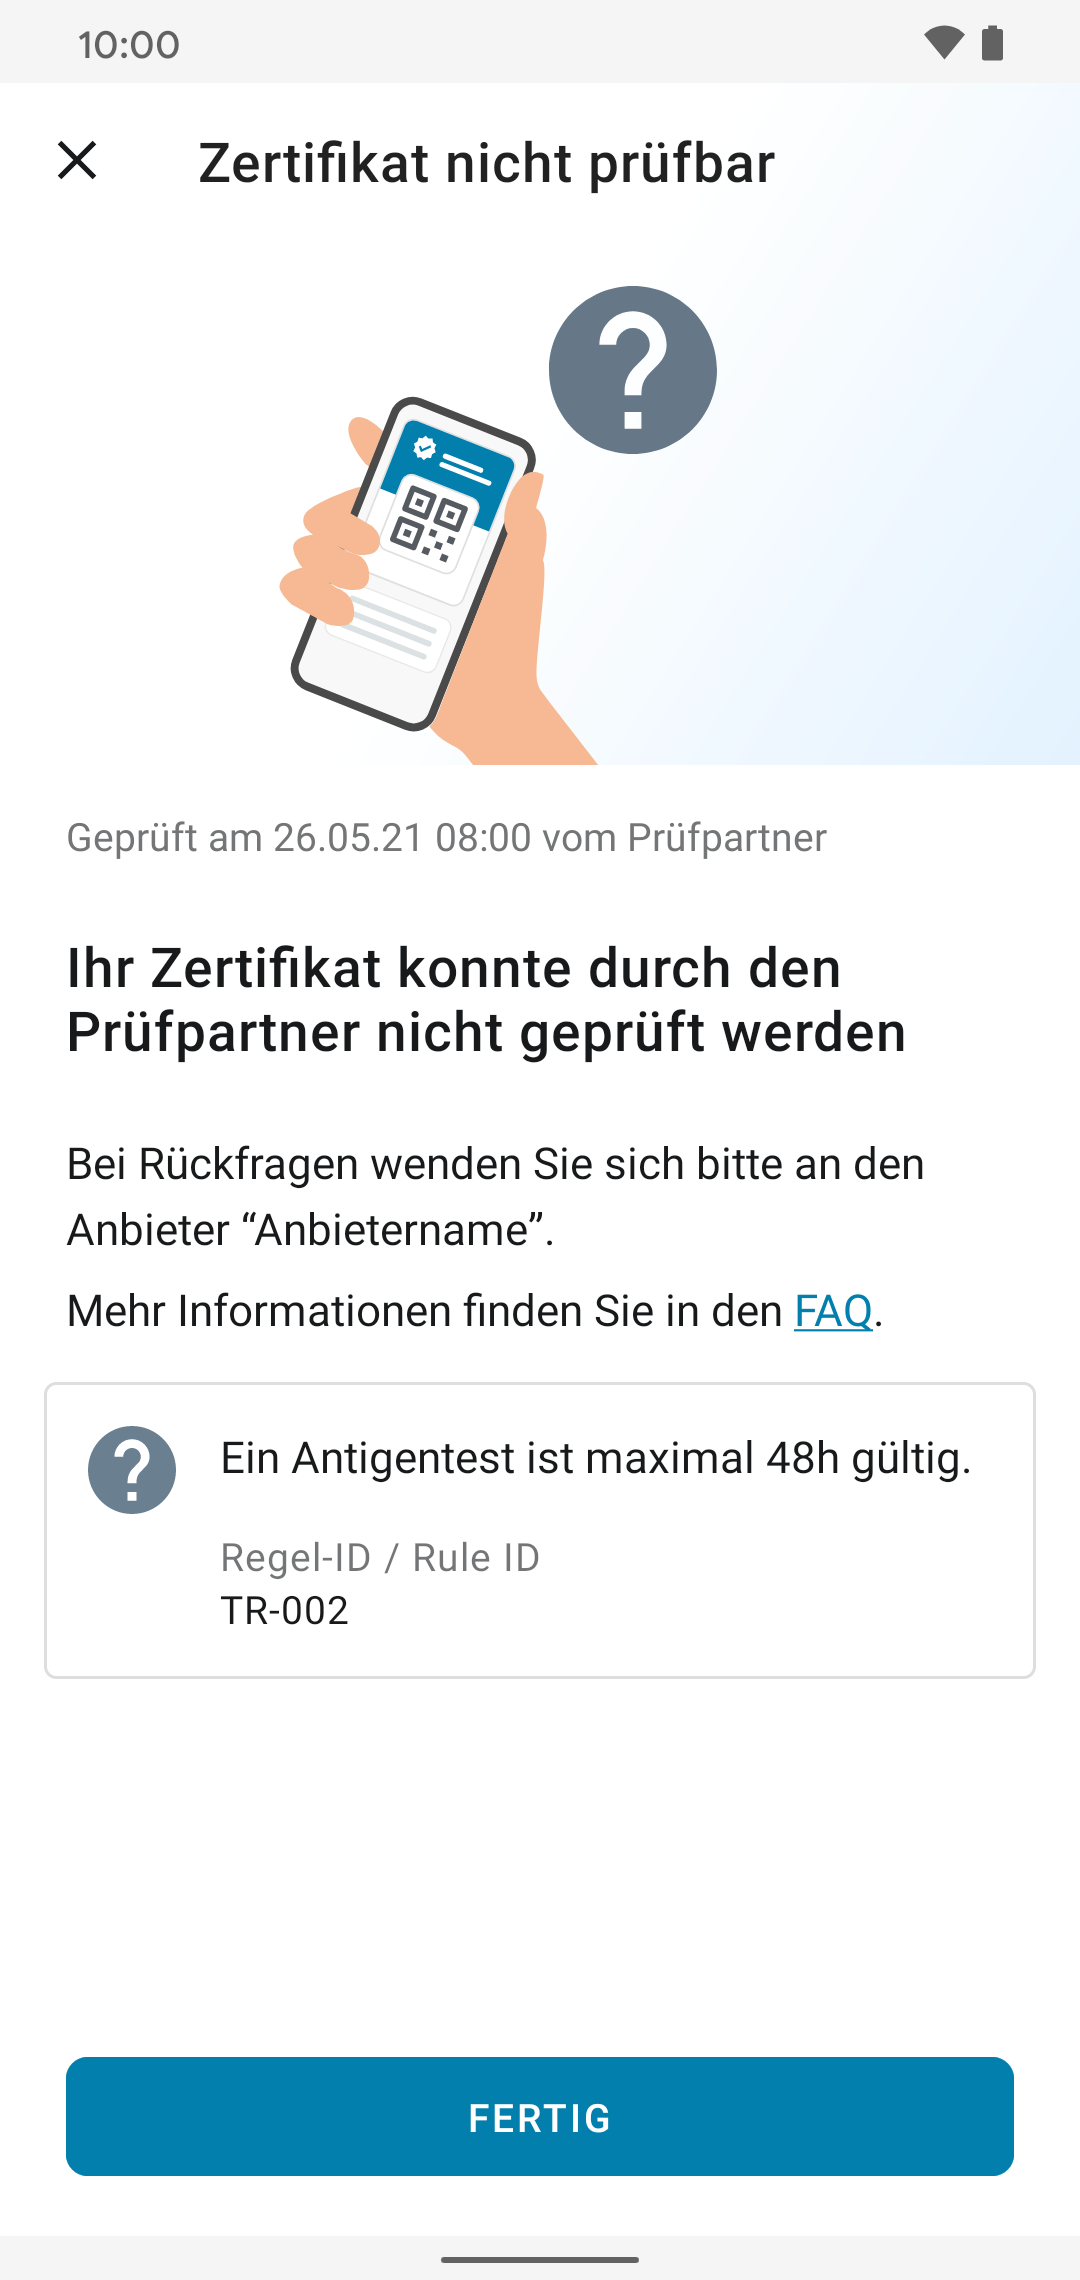 10:00
Zertifikat nicht prüfbar
?
Geprüft am 26.05.21 08:00 vom Prüfpartner
Ihr Zertifikat konnte durch den
Prüfpartner nicht geprüft werden
Bei Rückfragen wenden Sie sich bitte an den
Anbieter “Anbietername”.
Mehr Informationen finden Sie in den FAQ.
? Ein Antigentest ist maximal 48h gültig.
Regel-ID / Rule ID
TR-002
FERTIG